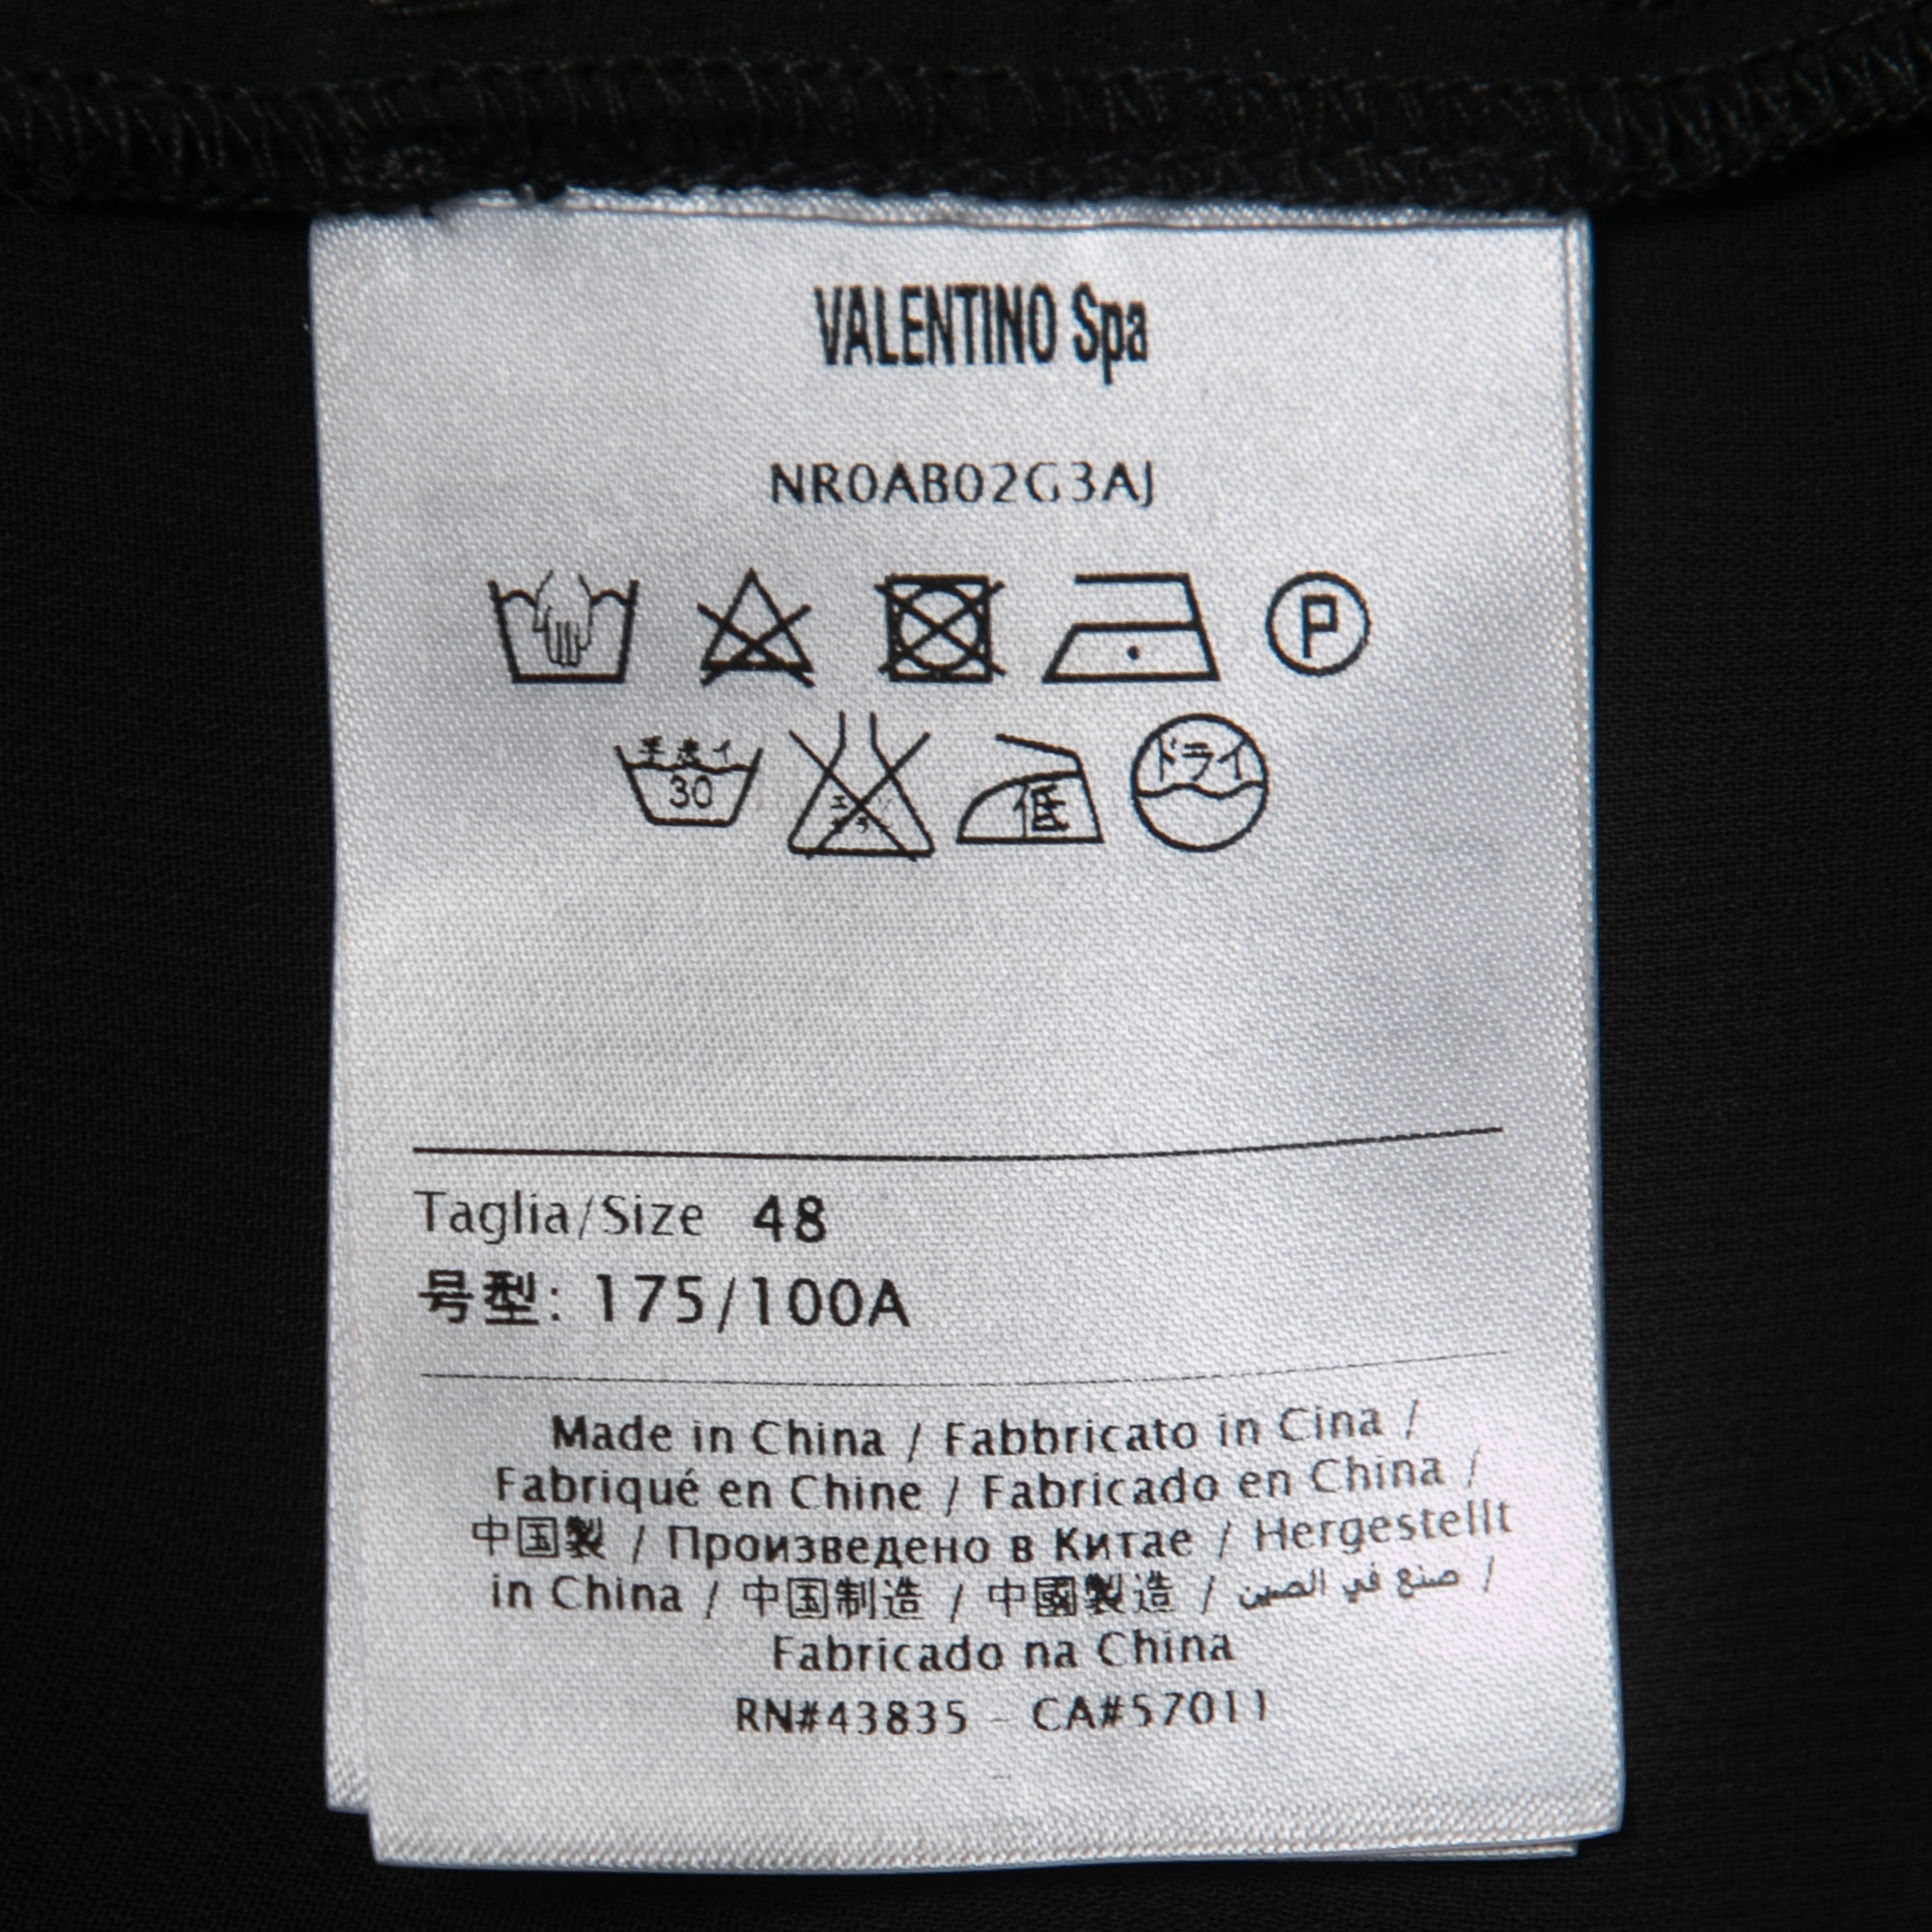 VALENTINO Spa
NR0AB02G3AJ
P
手洗イ
30
低
ドライ
Taglia/Size 48
号型: 175/100A
Made in China / Fabbricato in Cina /
Fabriqué en Chine / Fabricado en China /
中国製 / Произведено в Китае / Hergestellt
in China / 中国制造 / 中國製造 / صنع في الصين /
Fabricado na China
RN#43835 - CA#57011